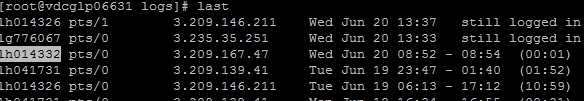 [root@vdcglp06631 logs]# last
lh014326 pts/1 3.209.146.211 Wed Jun 20 13:37 still logged in
lg776067 pts/0 3.235.35.251 Wed Jun 20 13:33 still logged in
lh014332 pts/0 3.209.167.47 Wed Jun 20 08:52 - 08:54 (00:01)
lh041731 pts/0 3.209.139.41 Tue Jun 19 23:47 - 01:40 (01:52)
lh014326 pts/0 3.209.146.211 Tue Jun 19 06:13 - 17:12 (10:59)